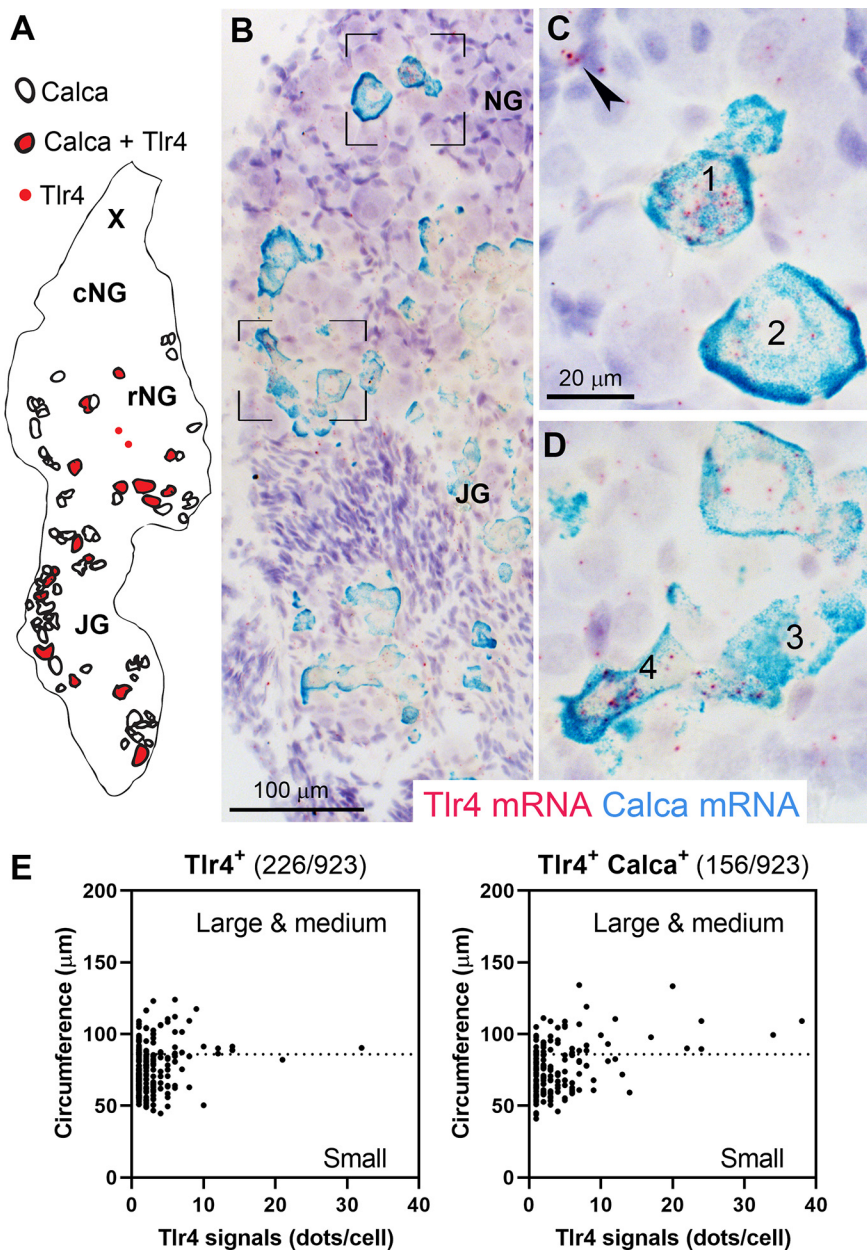 A
Calca
Calca + Tlr4
Tlr4
X
cNG
rNG
JG
B
NG
JG
100 µm
C
1
2
20 µm
D
3
4
Tlr4 mRNA Calca mRNA
E
Tlr4+ (226/923)
Circumference (µm)
200
150
100
50
0
Large & medium
Small
0 10 20 30 40
Tlr4 signals (dots/cell)
Tlr4+ Calca+ (156/923)
Circumference (µm)
200
150
100
50
0
Large & medium
Small
0 10 20 30 40
Tlr4 signals (dots/cell)